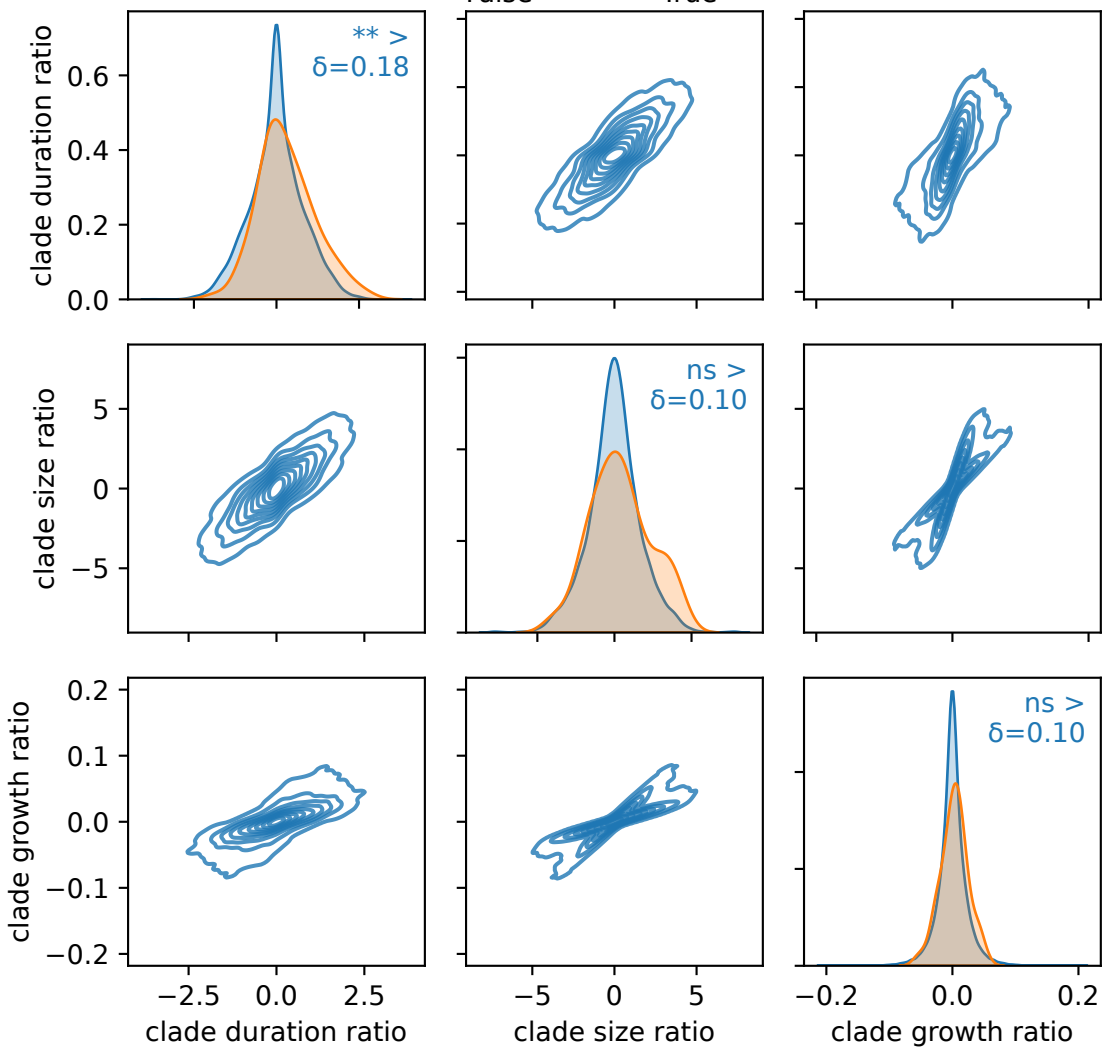 clade duration ratio
0.6
0.4
0.2
0.0
** >
δ=0.18
clade size ratio
5
0
−5
ns >
δ=0.10
clade growth ratio
0.2
0.1
0.0
−0.1
−0.2
ns >
δ=0.10
−2.5 0.0 2.5
clade duration ratio
−5 0 5
clade size ratio
−0.2 0.0 0.2
clade growth ratio